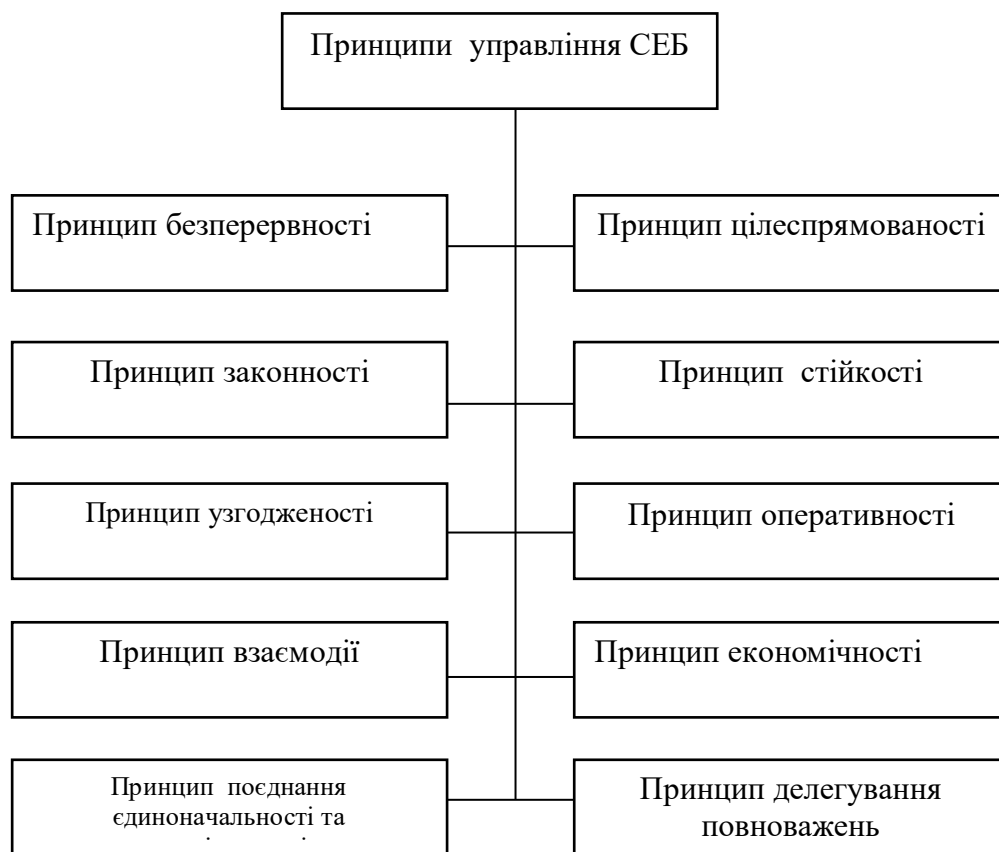 Принципи управління СЕБ
Принцип безперервності
Принцип цілеспрямованості
Принцип законності
Принцип стійкості
Принцип узгодженості
Принцип оперативності
Принцип взаємодії
Принцип економічності
Принцип поєднання
єдиноначальності та
Принцип делегування
повноважень